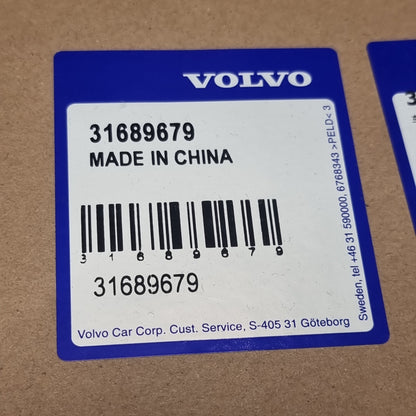 VOLVO
31689679
MADE IN CHINA
31689679
31689679
Volvo Car Corp. Cust. Service, S-405 31 Göteborg
Sweden, tel +46 31 590000, 6768343 >PELD< 3